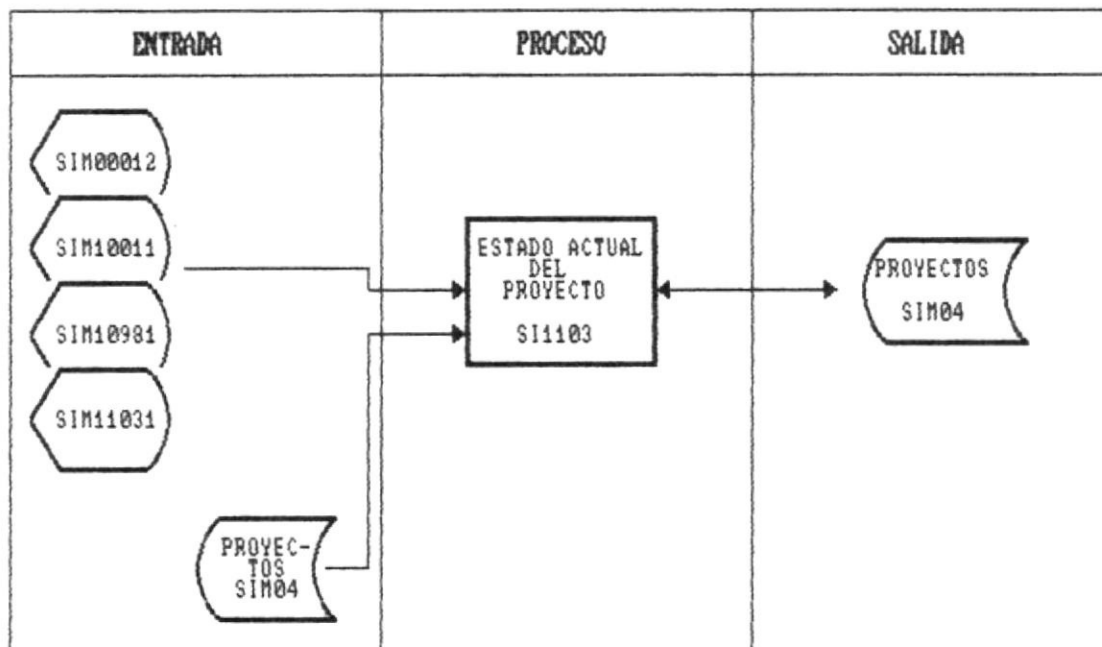 ENTRADA
PROCESO
SALIDA
SIM00012
SIM10011
SIM10981
SIM11031
PROYEC-
TOS
SIM04
ESTADO ACTUAL
DEL
PROYECTO
SI1103
PROYECTOS
SIM04